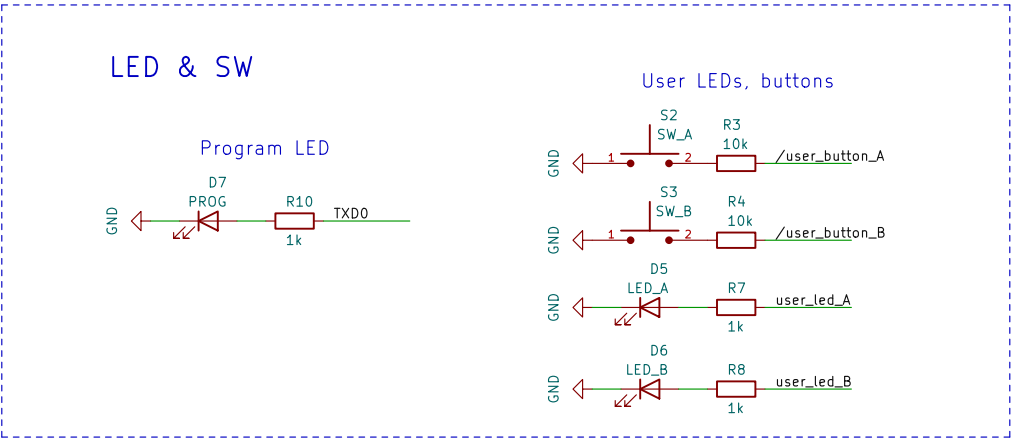 LED & SW
Program LED
D7
PROG
R10
1k
TXD0
GND
User LEDs, buttons
S2
SW_A
1
2
R3
10k
/user_button_A
GND
S3
SW_B
1
2
R4
10k
/user_button_B
GND
D5
LED_A
R7
1k
user_led_A
GND
D6
LED_B
R8
1k
user_led_B
GND